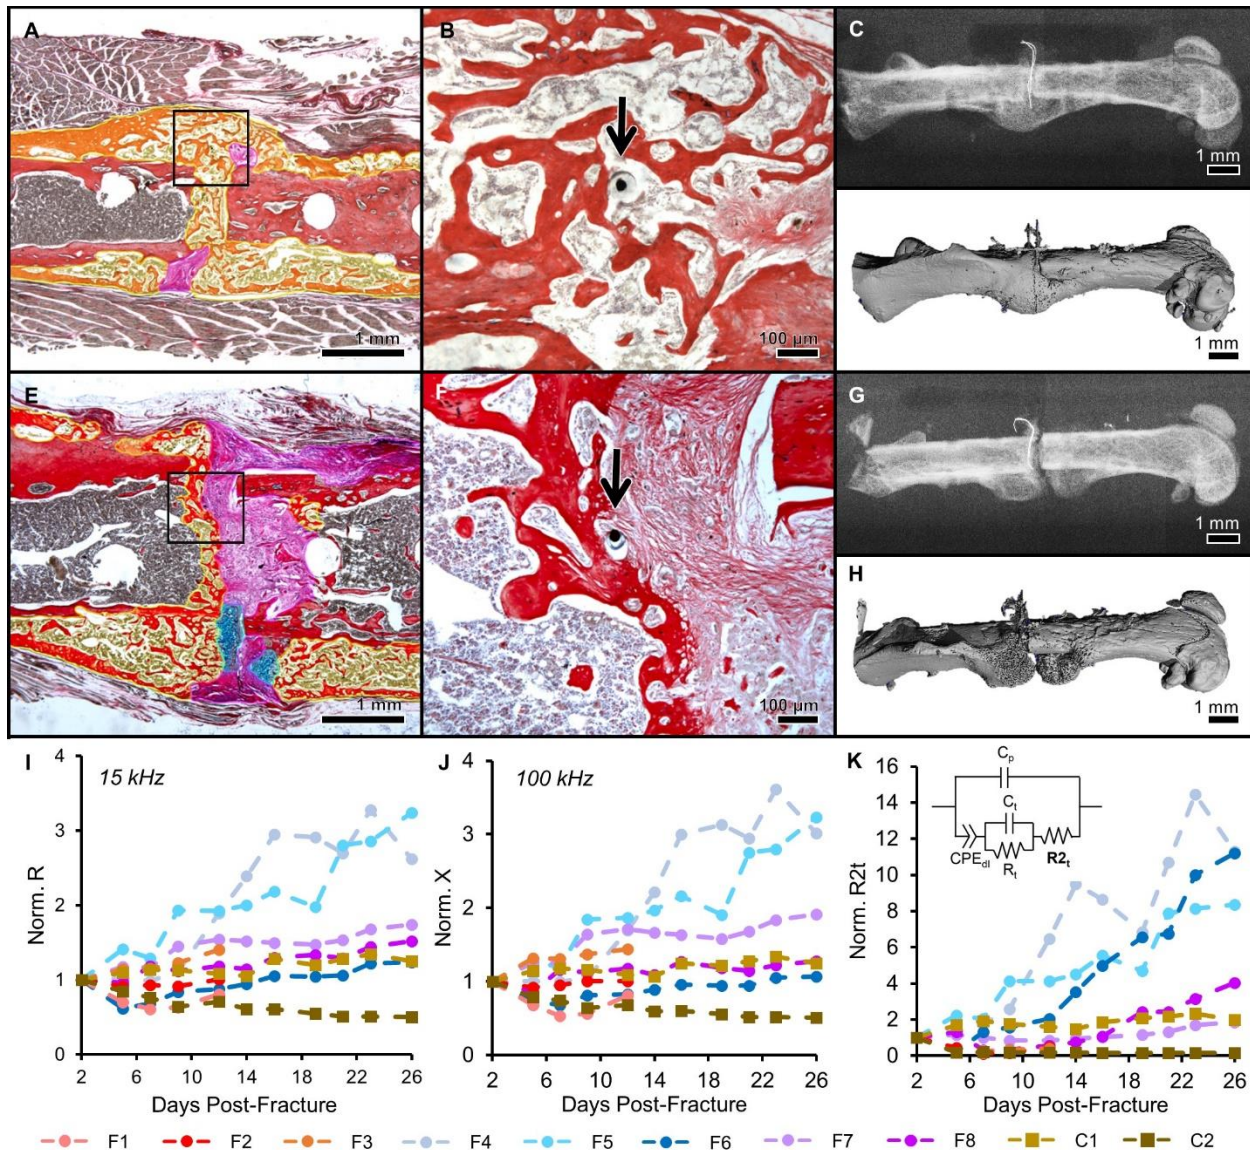 A
B
C
1 mm
1 mm
100 µm
1 mm
E
F
G
1 mm
H
1 mm
100 µm
1 mm
I
15 kHz
4
3
2
1
0
Norm. R
2 6 10 14 18 22 26
Days Post-Fracture
J
100 kHz
4
3
2
1
0
Norm. X
2 6 10 14 18 22 26
Days Post-Fracture
K
16
14
12
10
8
6
4
2
0
Norm. R2t
Cp
Ct
CPEdl
Rt
R2t
2 6 10 14 18 22 26
Days Post-Fracture
F1 F2 F3 F4 F5 F6 F7 F8 C1 C2